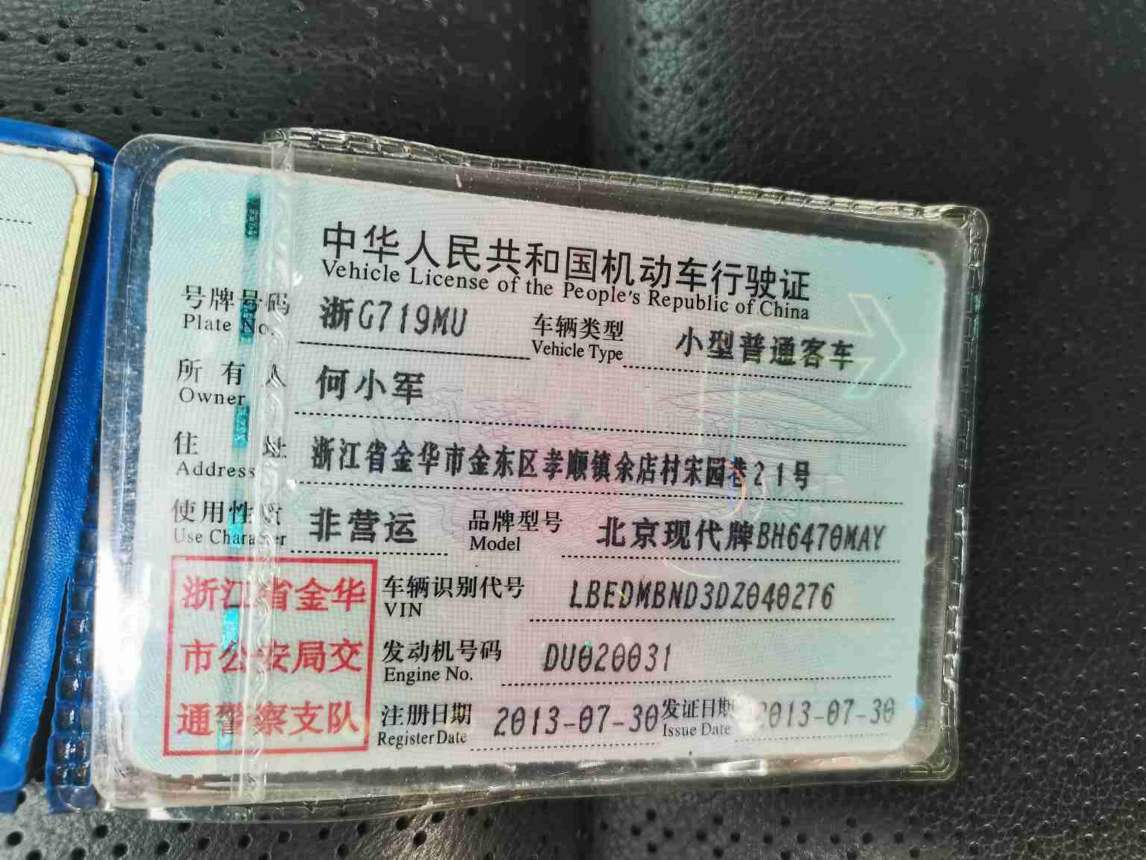 中华人民共和国机动车行驶证
Vehicle License of the People's Republic of China
号牌号码 浙G719MU 车辆类型 小型普通客车
Plate No. Vehicle Type
所有人 何小军
Owner
住址 浙江省金华市金东区孝顺镇余店村宋园巷21号
Address
使用性质 非营运 品牌型号 北京现代牌BH6470MAY
Use Character Model
浙江省金华
市公安局交
通警察支队
车辆识别代号 LBEDMBND3DZ040276
VIN
发动机号码 DU020031
Engine No.
注册日期 2013-07-30 发证日期 2013-07-30
Register Date Issue Date